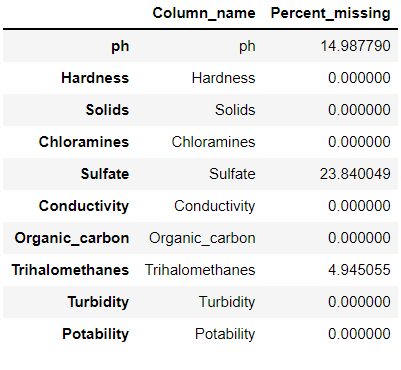 Column_name Percent_missing
ph ph 14.987790
Hardness Hardness 0.000000
Solids Solids 0.000000
Chloramines Chloramines 0.000000
Sulfate Sulfate 23.840049
Conductivity Conductivity 0.000000
Organic_carbon Organic_carbon 0.000000
Trihalomethanes Trihalomethanes 4.945055
Turbidity Turbidity 0.000000
Potability Potability 0.000000